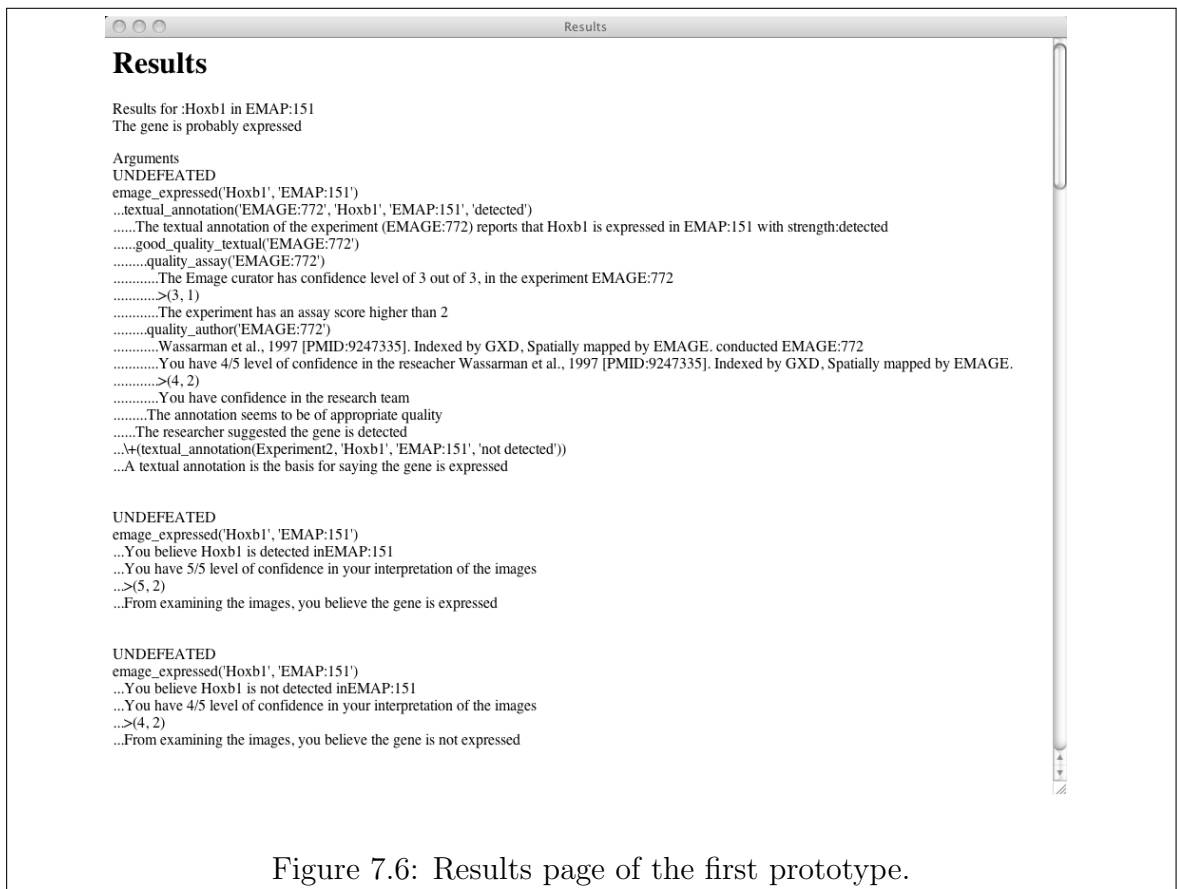 Results
Results
Results for :Hoxb1 in EMAP:151
The gene is probably expressed
Arguments
UNDEFEATED
emage_expressed('Hoxb1', 'EMAP:151')
...textual_annotation('EMAGE:772', 'Hoxb1', 'EMAP:151', 'detected')
......The textual annotation of the experiment (EMAGE:772) reports that Hoxb1 is expressed in EMAP:151 with strength:detected
......good_quality_textual('EMAGE:772')
.........quality_assay('EMAGE:772')
............The Emage curator has confidence level of 3 out of 3, in the experiment EMAGE:772
............>(3, 1)
............The experiment has an assay score higher than 2
.........quality_author('EMAGE:772')
............Wassarman et al., 1997 [PMID:9247335]. Indexed by GXD, Spatially mapped by EMAGE. conducted EMAGE:772
............You have 4/5 level of confidence in the reseacher Wassarman et al., 1997 [PMID:9247335]. Indexed by GXD, Spatially mapped by EMAGE.
............>(4, 2)
............You have confidence in the research team
.........The annotation seems to be of appropriate quality
......The researcher suggested the gene is detected
...\+(textual_annotation(Experiment2, 'Hoxb1', 'EMAP:151', 'not detected'))
...A textual annotation is the basis for saying the gene is expressed
UNDEFEATED
emage_expressed('Hoxb1', 'EMAP:151')
...You believe Hoxb1 is detected inEMAP:151
...You have 5/5 level of confidence in your interpretation of the images
...>(5, 2)
...From examining the images, you believe the gene is expressed
UNDEFEATED
emage_expressed('Hoxb1', 'EMAP:151')
...You believe Hoxb1 is not detected inEMAP:151
...You have 4/5 level of confidence in your interpretation of the images
...>(4, 2)
...From examining the images, you believe the gene is not expressed
Figure 7.6: Results page of the first prototype.